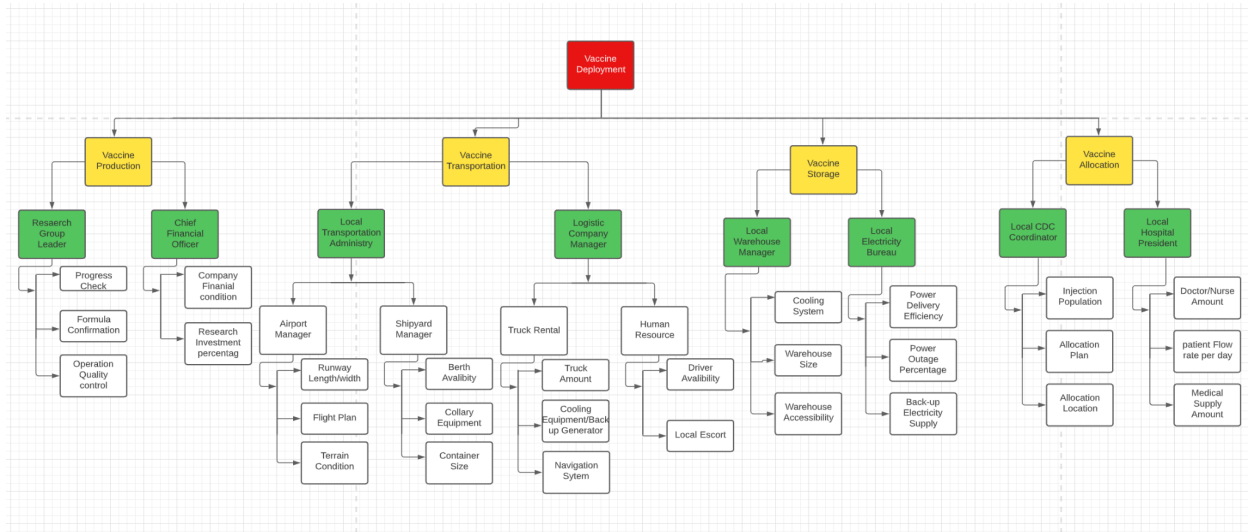 Vaccine
Deployment
Vaccine
Production
Vaccine
Transportation
Vaccine
Storage
Vaccine
Allocation
Resaerch
Group
Leader
Chief
Financial
Officer
Local
Transportation
Administry
Logistic
Company
Manager
Local
Warehouse
Manager
Local
Electricity
Bureau
Local CDC
Coordinator
Local
Hospital
President
Progress
Check
Formula
Confirmation
Operation
Quality
control
Company
Finanial
condition
Research
Investment
percentag
Airport
Manager
Runway
Length/width
Flight Plan
Terrain
Condition
Shipyard
Manager
Berth
Avalibity
Collary
Equipment
Container
Size
Truck Rental
Truck
Amount
Cooling
Equipment/Back
up Generator
Navigation
Sytem
Human
Resource
Driver
Avalibility
Local Escort
Cooling
System
Warehouse
Size
Warehouse
Accessibility
Power
Delivery
Efficiency
Power
Outage
Percentage
Back-up
Electricity
Supply
Injection
Population
Allocation
Plan
Allocation
Location
Doctor/Nurse
Amount
patient Flow
rate per day
Medical
Supply
Amount